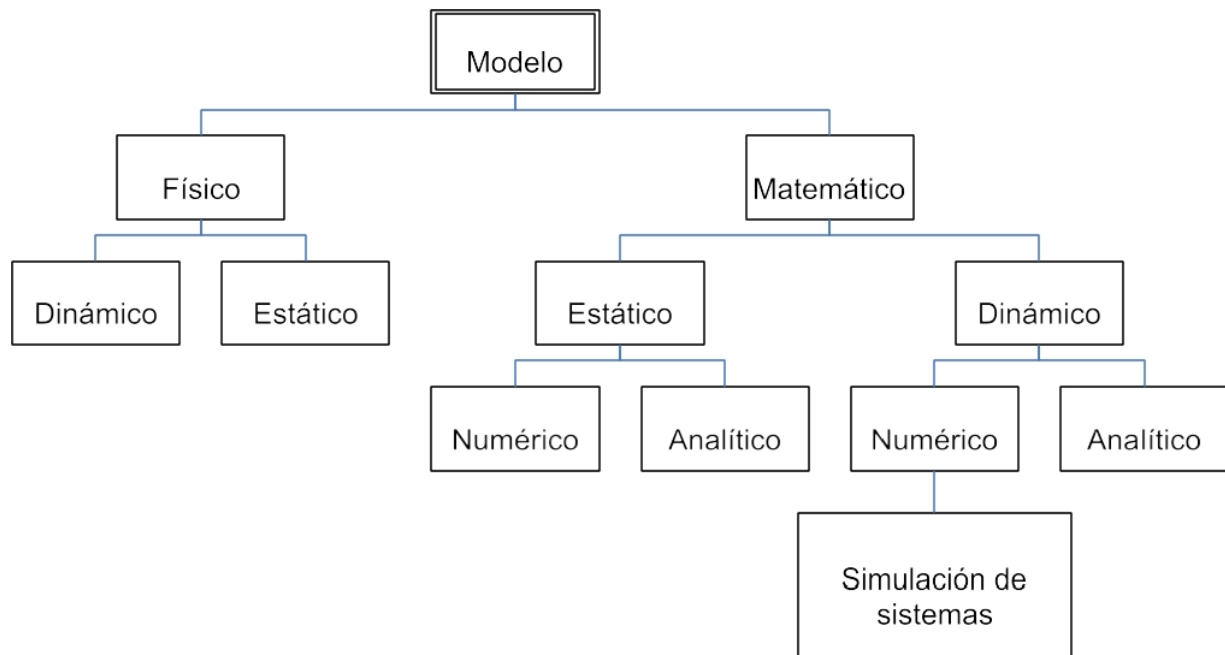 Modelo
Físico
Matemático
Dinámico
Estático
Estático
Dinámico
Numérico
Analítico
Numérico
Analítico
Simulación de
sistemas